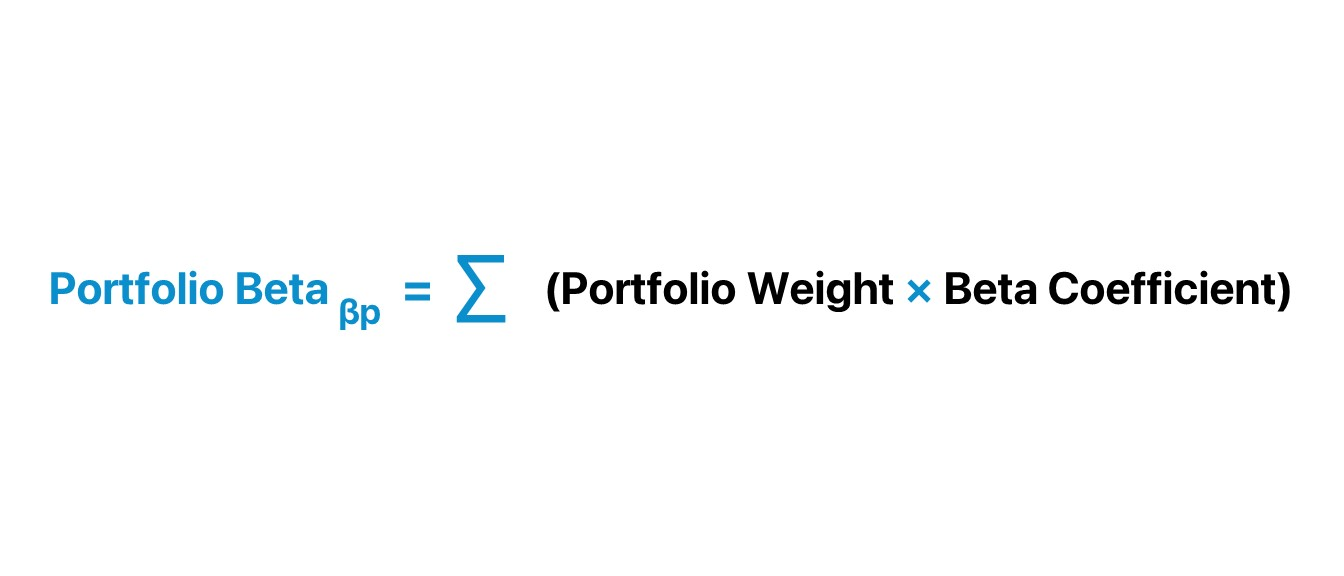 Portfolio Beta βp = Σ (Portfolio Weight × Beta Coefficient)